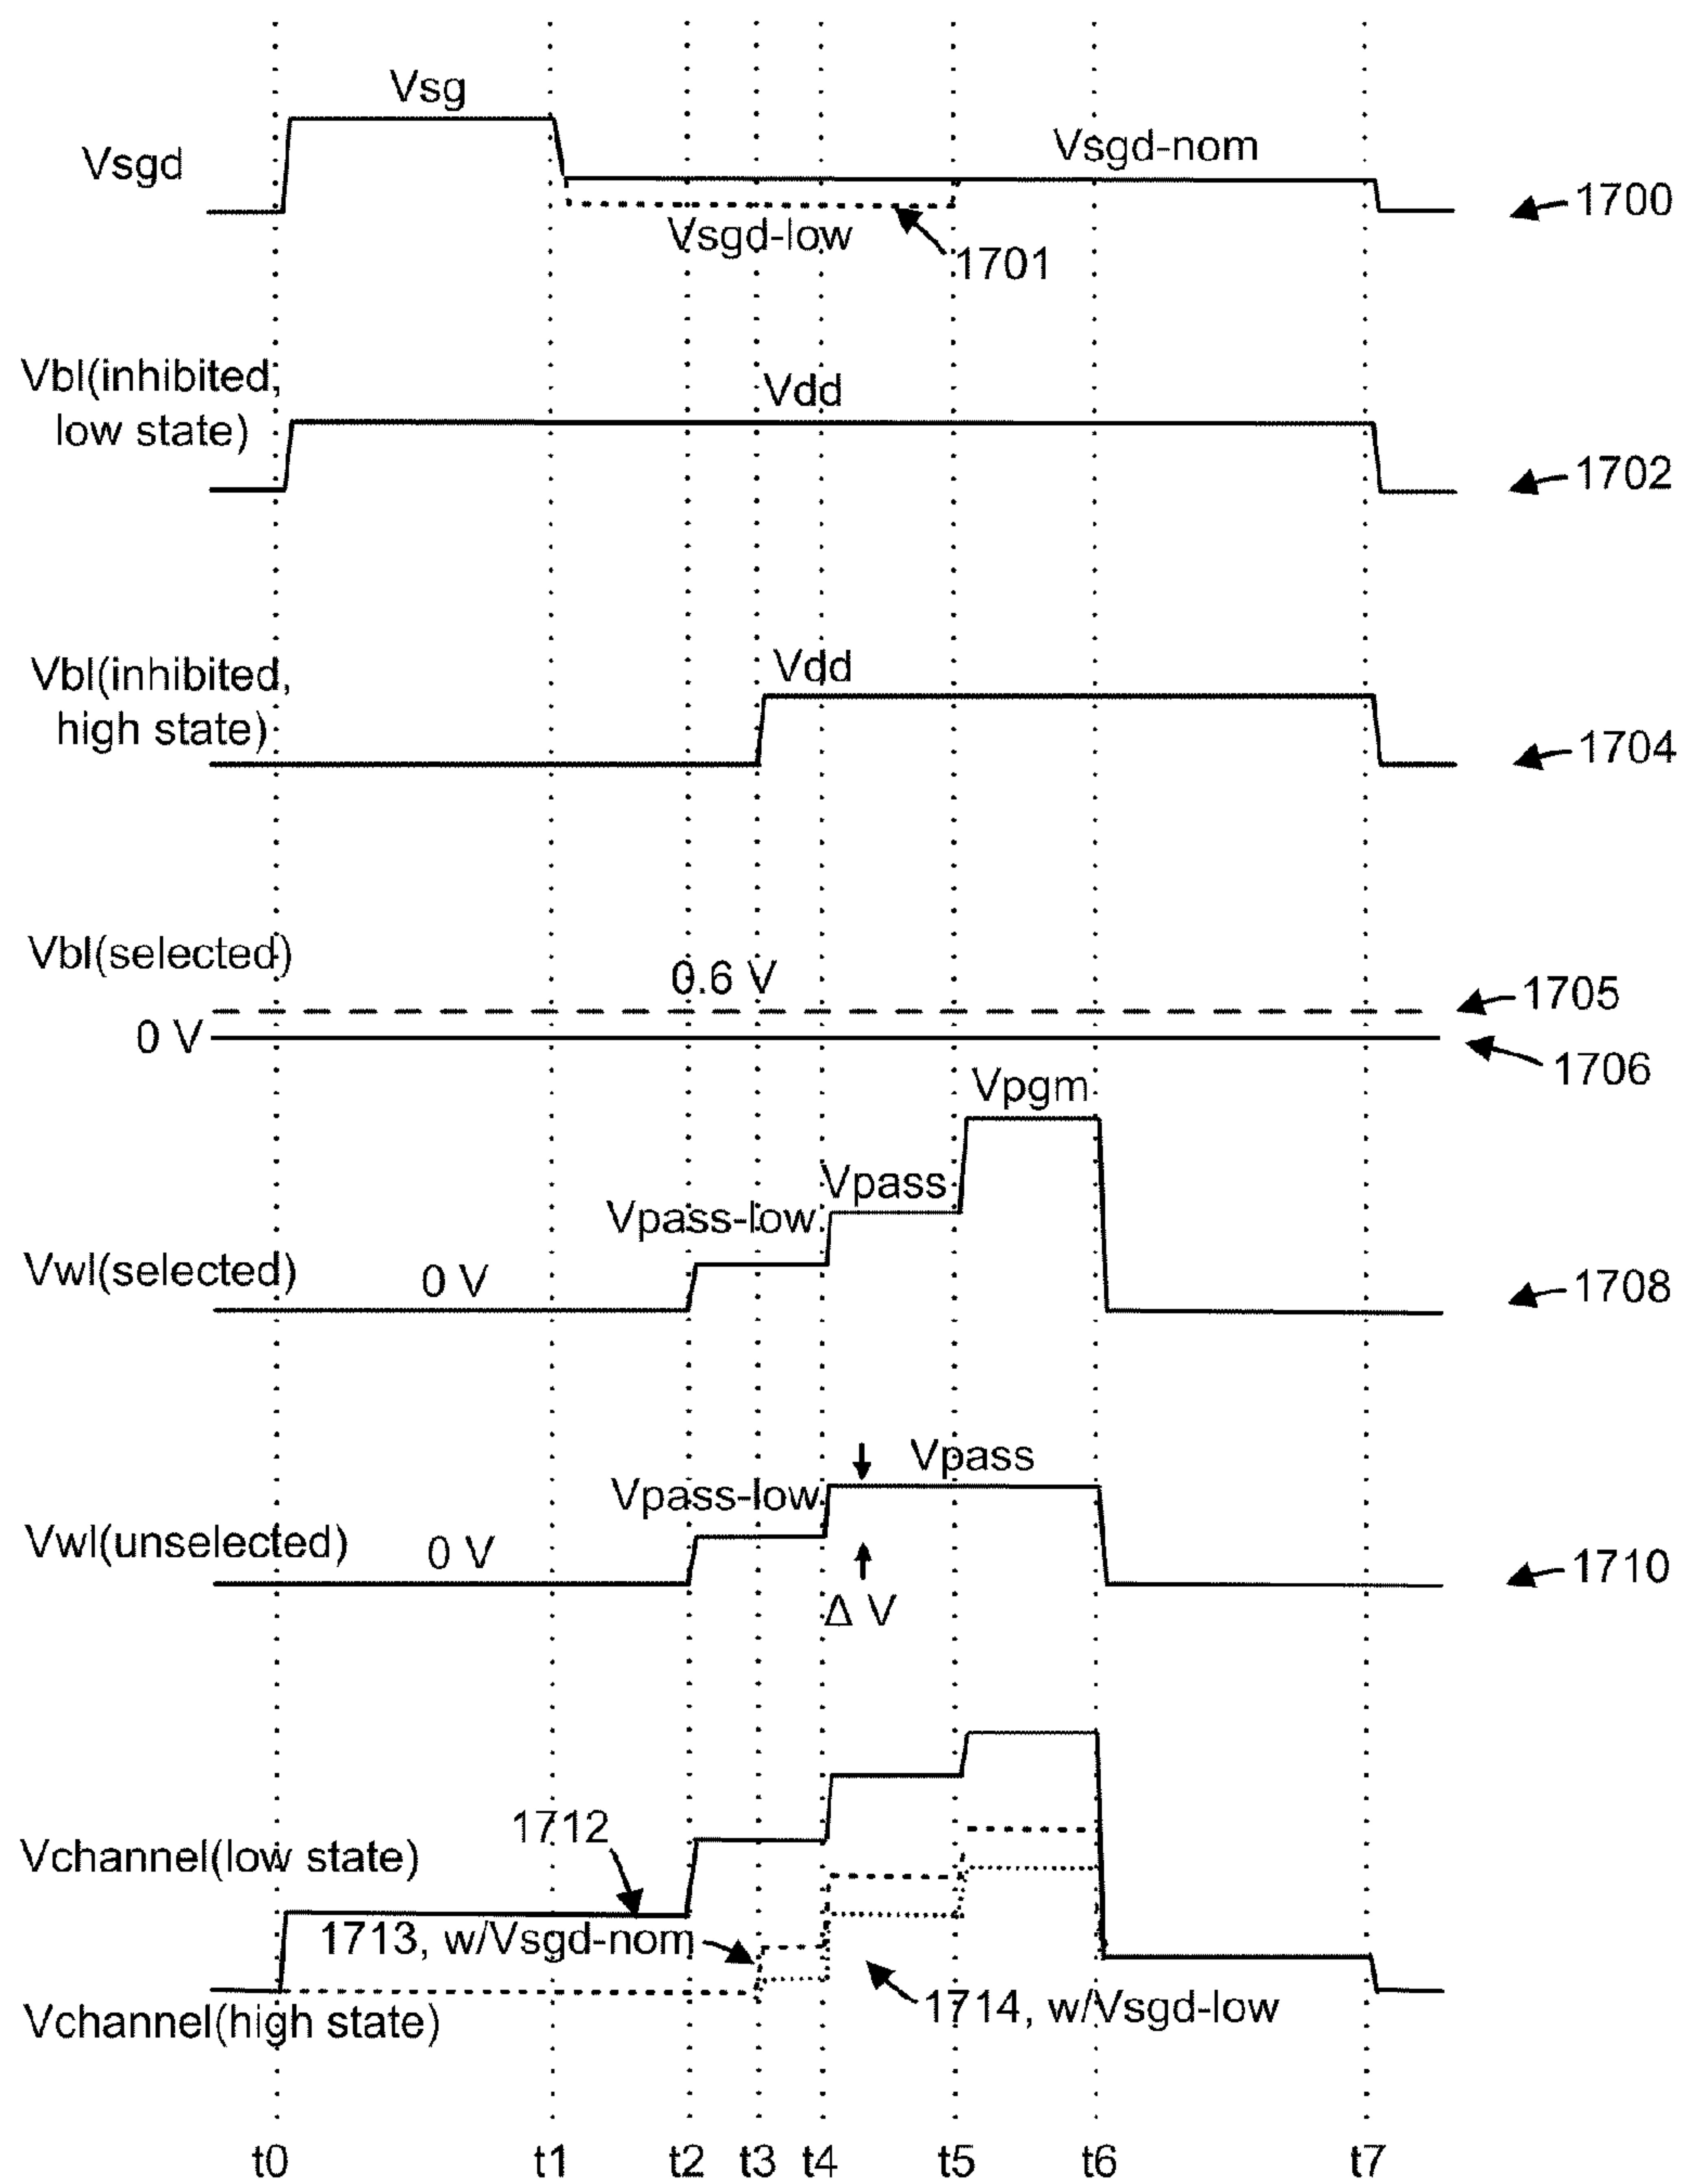 Vsg
Vsgd
Vsgd-nom
1700
Vsgd-low
1701
Vbl(inhibited,
low state)
Vdd
1702
Vbl(inhibited,
high state)
Vdd
1704
Vbl(selected)
0.6 V
1705
0 V
1706
Vpgm
Vpass
Vpass-low
Vwl(selected)
0 V
1708
Vpass
Vpass-low
Vwl(unselected)
0 V
1710
Δ V
1712
Vchannel(low state)
1713, w/Vsgd-nom
1714, w/Vsgd-low
Vchannel(high state)
t0 t1 t2 t3 t4 t5 t6 t7